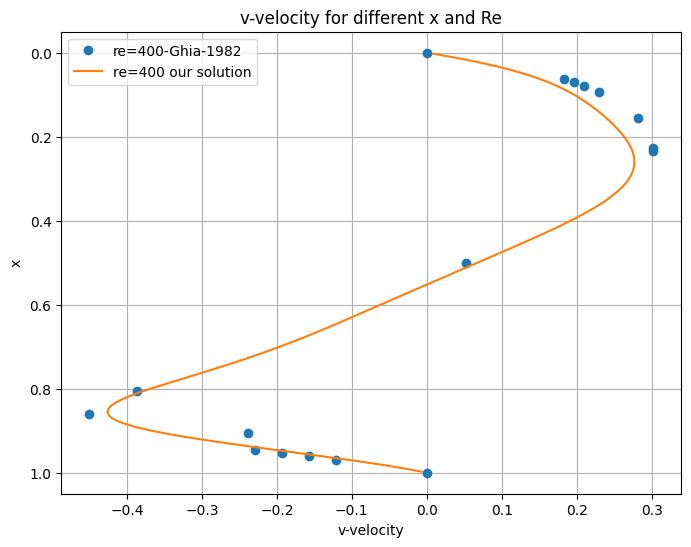 v-velocity for different x and Re
re=400-Ghia-1982
re=400 our solution
x
0.0
0.2
0.4
0.6
0.8
1.0
−0.4 −0.3 −0.2 −0.1 0.0 0.1 0.2 0.3
v-velocity